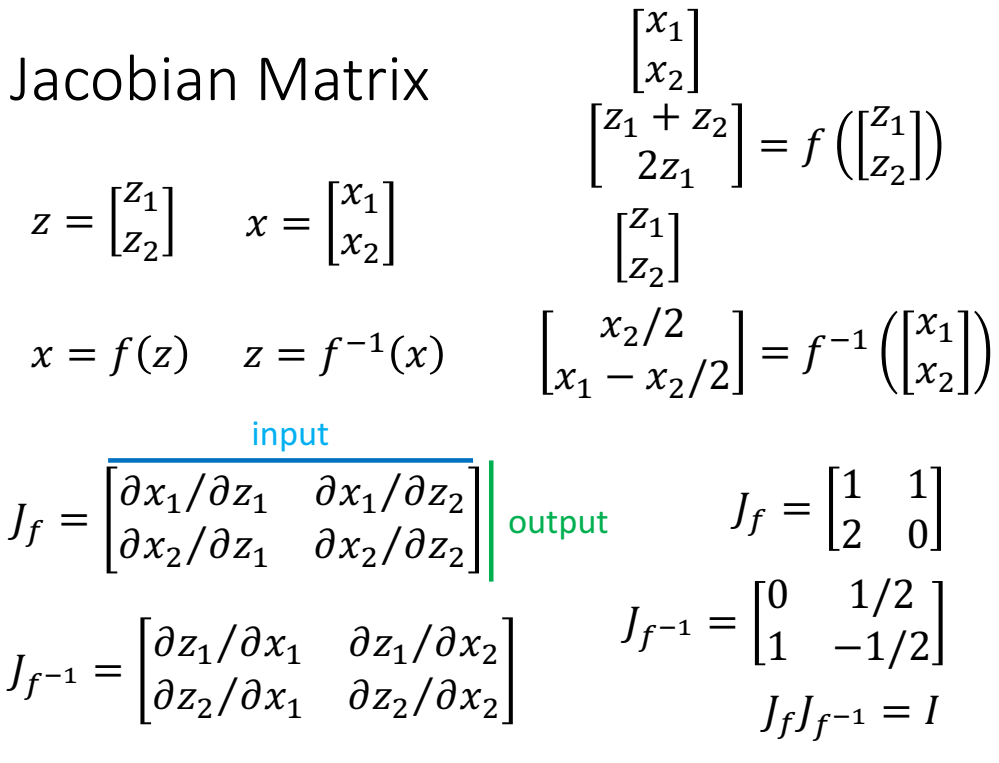 Jacobian Matrix
z = [z₁; z₂]    x = [x₁; x₂]
x = f(z)    z = f⁻¹(x)
input
J_f = [∂x₁/∂z₁  ∂x₁/∂z₂; ∂x₂/∂z₁  ∂x₂/∂z₂]
output
J_{f⁻¹} = [∂z₁/∂x₁  ∂z₁/∂x₂; ∂z₂/∂x₁  ∂z₂/∂x₂]
[x₁; x₂]
[z₁ + z₂; 2z₁] = f([z₁; z₂])
[z₁; z₂]
[x₂/2; x₁ − x₂/2] = f⁻¹([x₁; x₂])
J_f = [1  1; 2  0]
J_{f⁻¹} = [0  1/2; 1  −1/2]
J_f J_{f⁻¹} = I